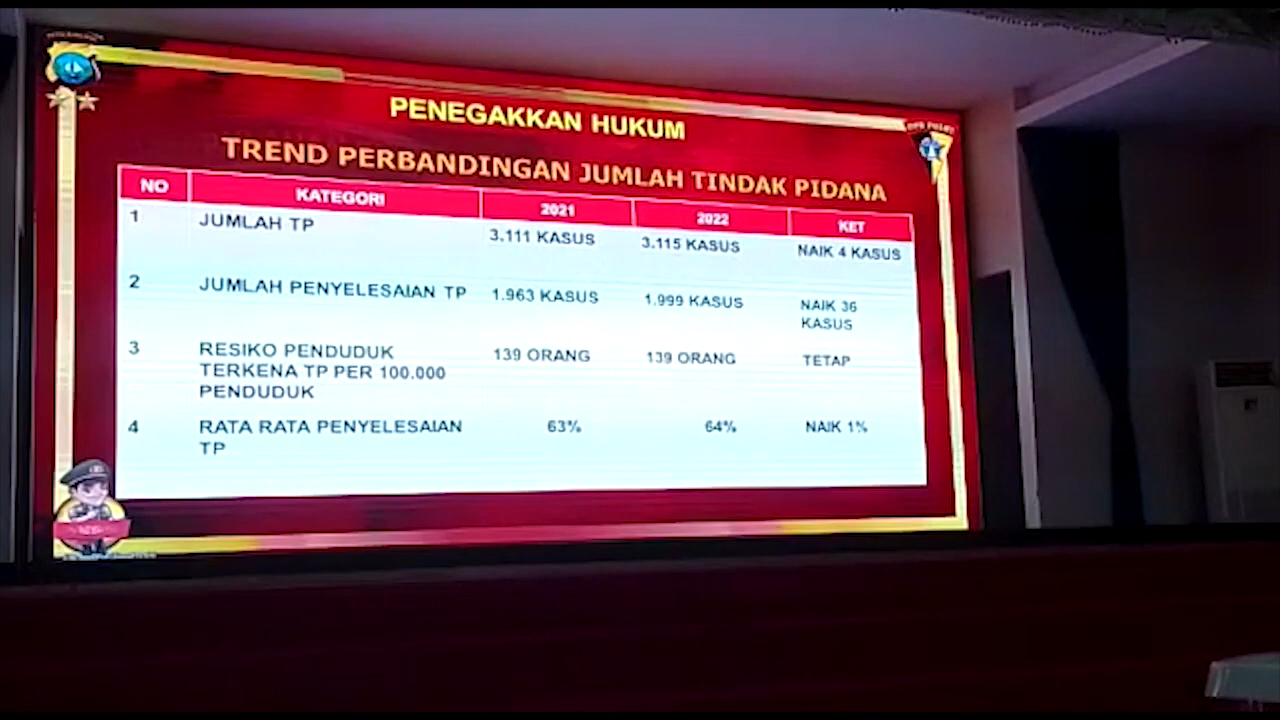 PENEGAKKAN HUKUM
TREND PERBANDINGAN JUMLAH TINDAK PIDANA
NO KATEGORI 2021 2022 KET
1 JUMLAH TP 3.111 KASUS 3.115 KASUS NAIK 4 KASUS
2 JUMLAH PENYELESAIAN TP 1.963 KASUS 1.999 KASUS NAIK 36
KASUS
3 RESIKO PENDUDUK 139 ORANG 139 ORANG TETAP
TERKENA TP PER 100.000
PENDUDUK
4 RATA RATA PENYELESAIAN 63% 64% NAIK 1%
TP